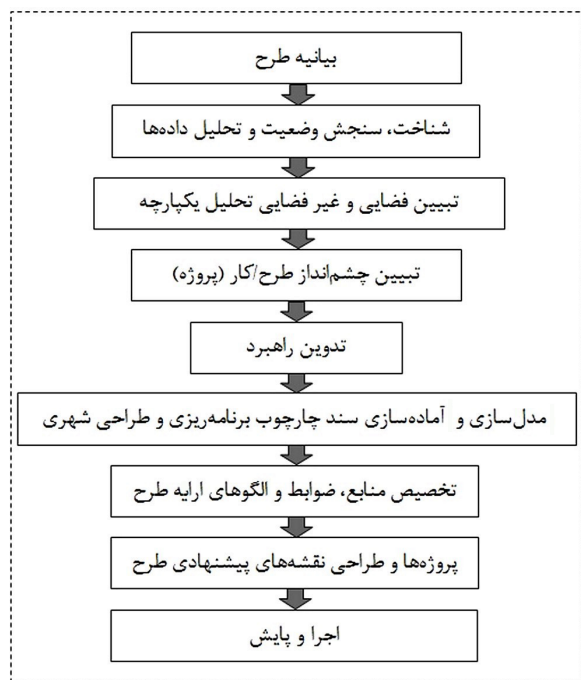 بیانیه طرح
شناخت، سنجش وضعیت و تحلیل داده‌ها
تبیین فضایی و غیر فضایی تحلیل یکپارچه
تبیین چشم‌انداز طرح/کار (پروژه)
تدوین راهبرد
مدل‌سازی و آماده‌سازی سند چارچوب برنامه‌ریزی و طراحی شهری
تخصیص منابع، ضوابط و الگوهای ارایه طرح
پروژه‌ها و طراحی نقشه‌های پیشنهادی طرح
اجرا و پایش